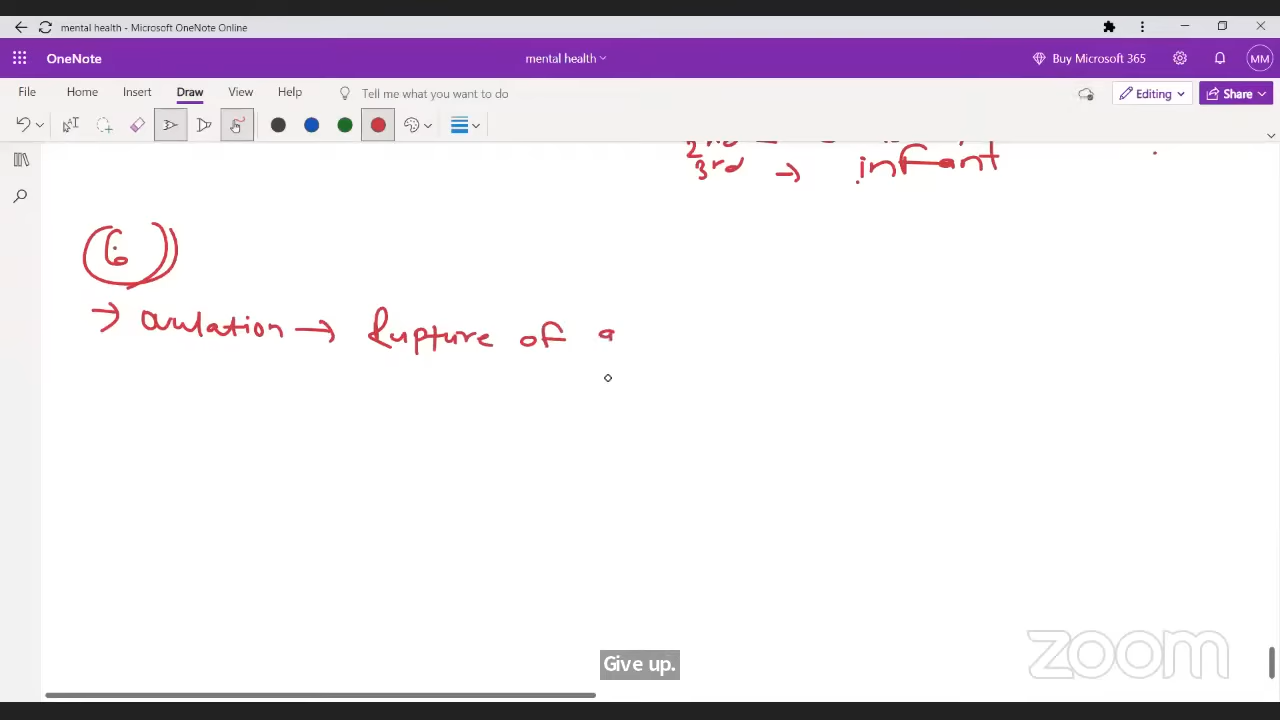 mental health - Microsoft OneNote Online
OneNote
mental health
Buy Microsoft 365
MM
File Home Insert Draw View Help Tell me what you want to do
Editing Share
3rd → infant
6
→ ovulation → Rupture of a
Give up.
zoom